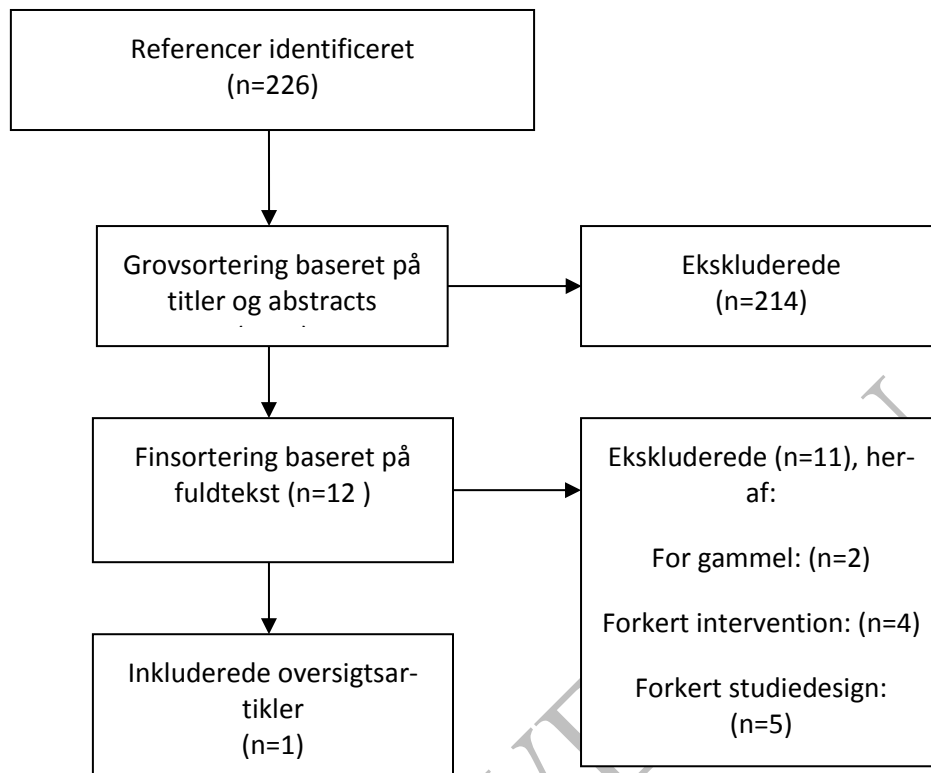 Referencer identificeret
(n=226)
Grovsortering baseret på
titler og abstracts
Ekskluderede
(n=214)
Finsortering baseret på
fuldtekst (n=12 )
Ekskluderede (n=11), her-
af:
For gammel: (n=2)
Forkert intervention: (n=4)
Forkert studiedesign:
(n=5)
Inkluderede oversigtsar-
tikler
(n=1)